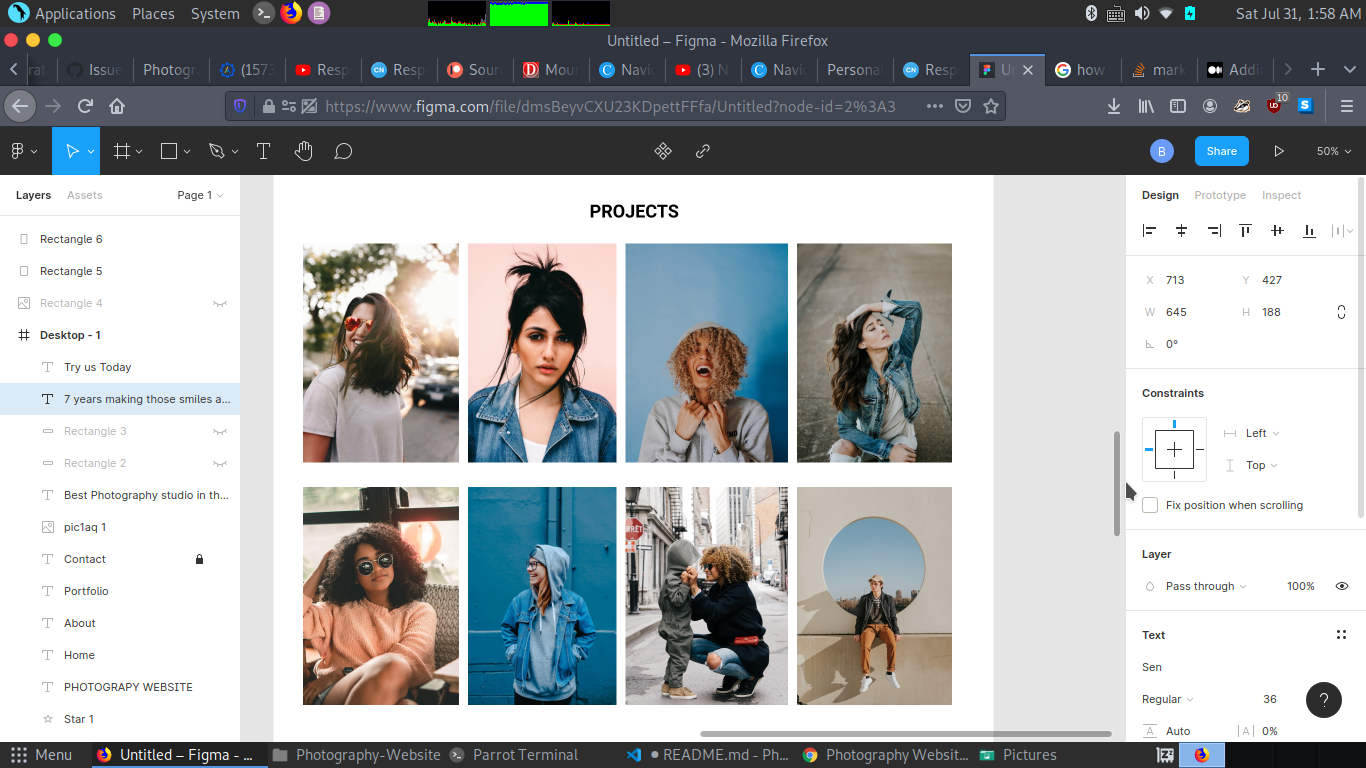 Applications Places System
Sat Jul 31, 1:58 AM
Untitled – Figma - Mozilla Firefox
Issue Photogr (157 Resp Resp Sour Mour Navi (3) N Navi Persona Resp Un how mark Addi
https://www.figma.com/file/dmsBeyvCXU23KDpettFFfa/Untitled?node-id=2%3A3
10
B Share 50%
Layers Assets Page 1
Rectangle 6
Rectangle 5
Rectangle 4
Desktop - 1
Try us Today
7 years making those smiles a...
Rectangle 3
Rectangle 2
Best Photography studio in th...
pic1aq 1
Contact
Portfolio
About
Home
PHOTOGRAPY WEBSITE
Star 1
PROJECTS
Design Prototype Inspect
X 713 Y 427
W 645 H 188
0°
Constraints
Left
Top
Fix position when scrolling
Layer
Pass through 100%
Text
Sen
Regular 36
A Auto |A| 0%
?
Menu Untitled – Figma - ... Photography-Website Parrot Terminal README.md - Ph... Photography Websit... Pictures